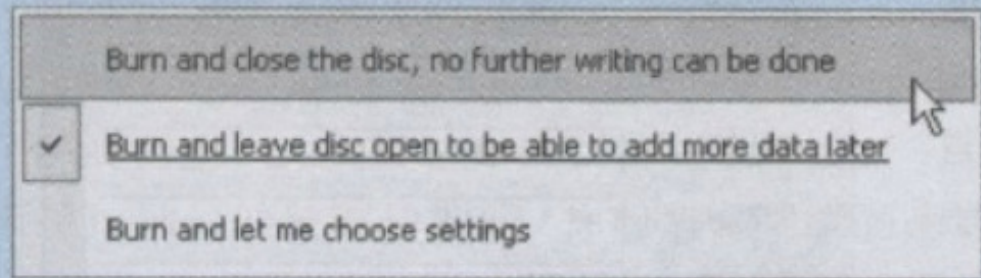 Burn and close the disc, no further writing can be done
Burn and leave disc open to be able to add more data later
Burn and let me choose settings